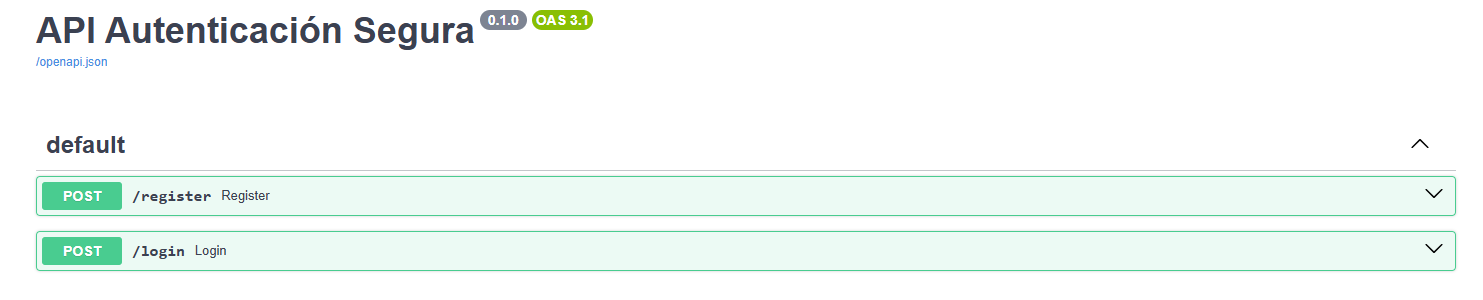 API Autenticación Segura 0.1.0 OAS 3.1
/openapi.json
default
POST /register Register
POST /login Login